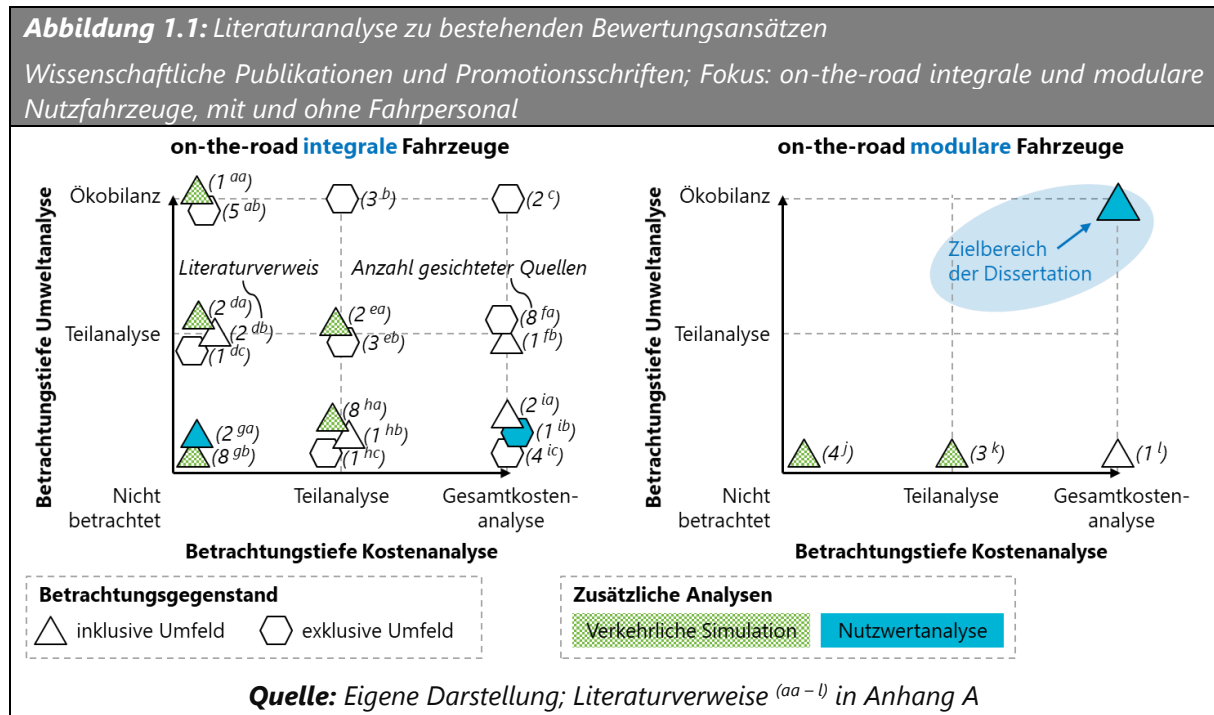 Abbildung 1.1: Literaturanalyse zu bestehenden Bewertungsansätzen
Wissenschaftliche Publikationen und Promotionsschriften; Fokus: on-the-road integrale und modulare
Nutzfahrzeuge, mit und ohne Fahrpersonal
on-the-road integrale Fahrzeuge
Betrachtungstiefe Umweltanalyse
Ökobilanz
(1 aa)
(5 ab)
(3 b)
(2 c)
Literaturverweis
Anzahl gesichteter Quellen
Teilanalyse
(2 da)
(2 db)
(1 dc)
(2 ea)
(3 eb)
(8 fa)
(1 fb)
(2 ga)
(8 gb)
(8 ha)
(1 hb)
(1 hc)
(2 ia)
(1 ib)
(4 ic)
Nicht
betrachtet
Teilanalyse
Gesamtkosten-
analyse
Betrachtungstiefe Kostenanalyse
on-the-road modulare Fahrzeuge
Betrachtungstiefe Umweltanalyse
Ökobilanz
Zielbereich
der Dissertation
Teilanalyse
(4 j)
(3 k)
(1 l)
Nicht
betrachtet
Teilanalyse
Gesamtkosten-
analyse
Betrachtungstiefe Kostenanalyse
Betrachtungsgegenstand
inklusive Umfeld
exklusive Umfeld
Zusätzliche Analysen
Verkehrliche Simulation
Nutzwertanalyse
Quelle: Eigene Darstellung; Literaturverweise (aa – l) in Anhang A